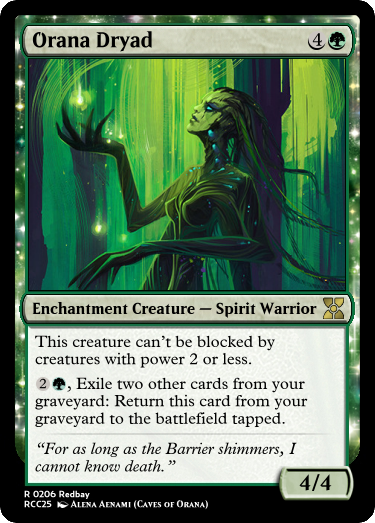 Orana Dryad 4
Enchantment Creature — Spirit Warrior
This creature can't be blocked by
creatures with power 2 or less.
2, Exile two other cards from your
graveyard: Return this card from your
graveyard to the battlefield tapped.
“For as long as the Barrier shimmers, I
cannot know death.”
4/4
R 0206 Redbay
RCC25 Alena Aenami (Caves of Orana)